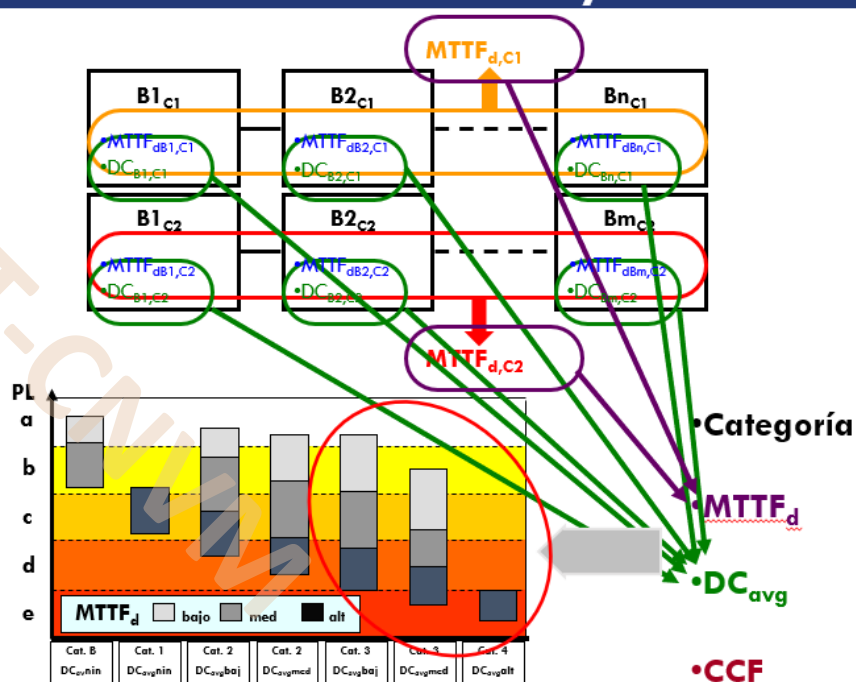 MTTFd,C1
B1C1
B2C1
BnC1
•MTTFdB1,C1
•MTTFdB2,C1
•MTTFdBn,C1
•DCB1,C1
•DCB2,C1
•DCBn,C1
B1C2
B2C2
BmC2
•MTTFdB1,C2
•MTTFdB2,C2
•MTTFdBm,C2
•DCB1,C2
•DCB2,C2
•DCBm,C2
MTTFd,C2
PL
a
b
c
d
e
•Categoría
•MTTFd
•DCavg
•CCF
MTTFd bajo med alt
Cat. B
Cat. 1
Cat. 2
Cat. 2
Cat. 3
Cat. 3
Cat. 4
DCavnin
DCavgnin
DCavgbaj
DCavgmed
DCavgbaj
DCavgmed
DCavgalt
T-CNVM